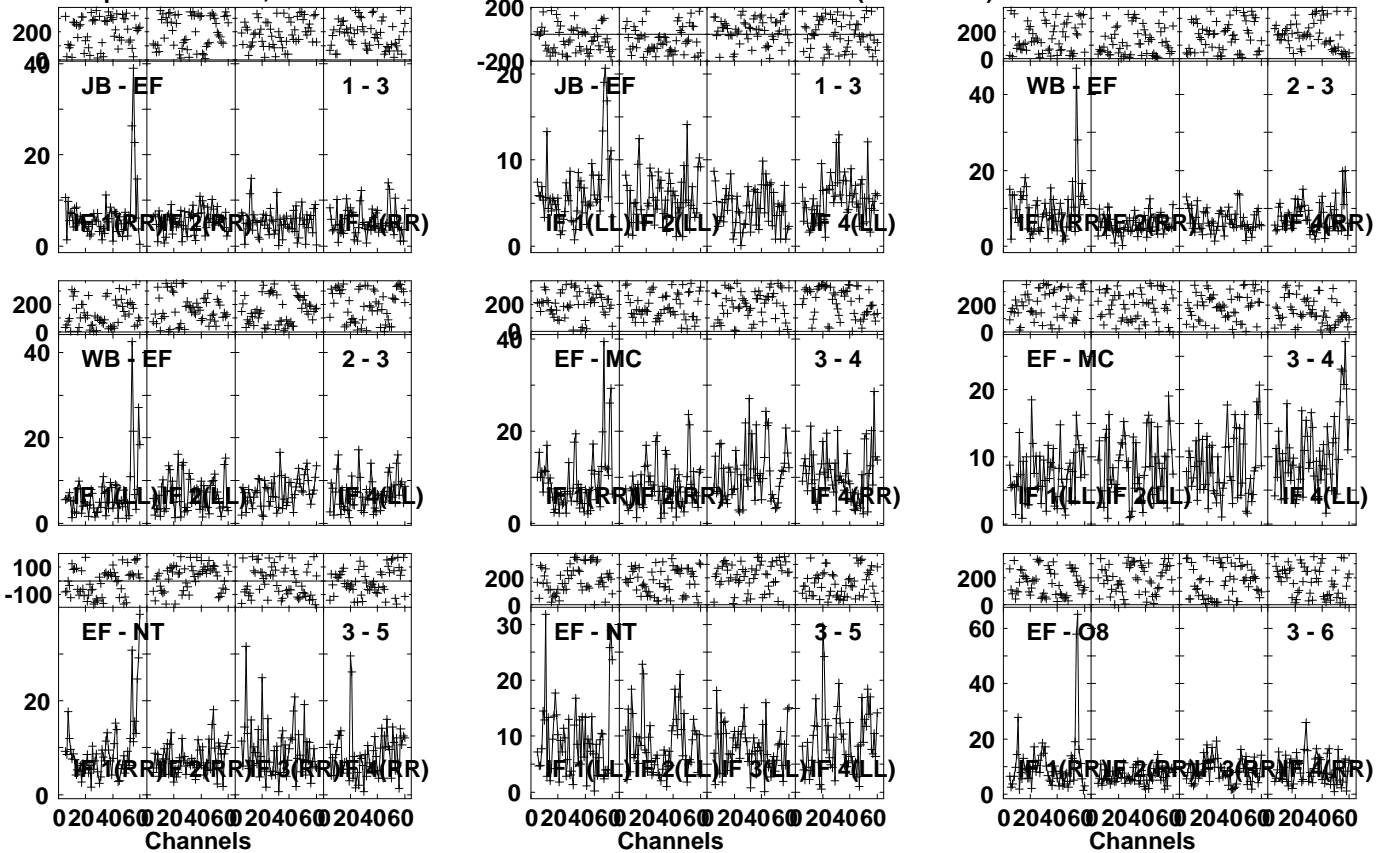 200 200 200
0 -200 0
40 20 40
JB - EF 1 - 3 JB - EF 1 - 3 WB - EF 2 - 3
20 10 20
IF 1(RR) IF 2(RR) IF 4(RR) IF 1(LL) IF 2(LL) IF 4(LL) IF 1(RR) IF 2(RR) IF 4(RR)
0 0 0
200 200 200
0 0 0
40 40
WB - EF 2 - 3 EF - MC 3 - 4 EF - MC 3 - 4
20 20 20
10
IF 1(LL) IF 2(LL) IF 4(LL) IF 1(RR) IF 2(RR) IF 4(RR) IF 1(LL) IF 2(LL) IF 4(LL)
0 0 0
100 200 200
-100 0 0
EF - NT 3 - 5 EF - NT 3 - 5 EF - O8 3 - 6
30 60
20 20 40
10 20
IF 1(RR) IF 2(RR) IF 3(RR) IF 4(RR) IF 1(LL) IF 2(LL) IF 3(LL) IF 4(LL) IF 1(RR) IF 2(RR) IF 3(RR) IF 4(RR)
0 0 0
0 20 40 60 0 20 40 60 0 20 40 60 0 20 40 60 0 20 40 60 0 20 40 60 0 20 40 60 0 20 40 60 0 20 40 60 0 20 40 60 0 20 40 60 0 20 40 60
Channels Channels Channels